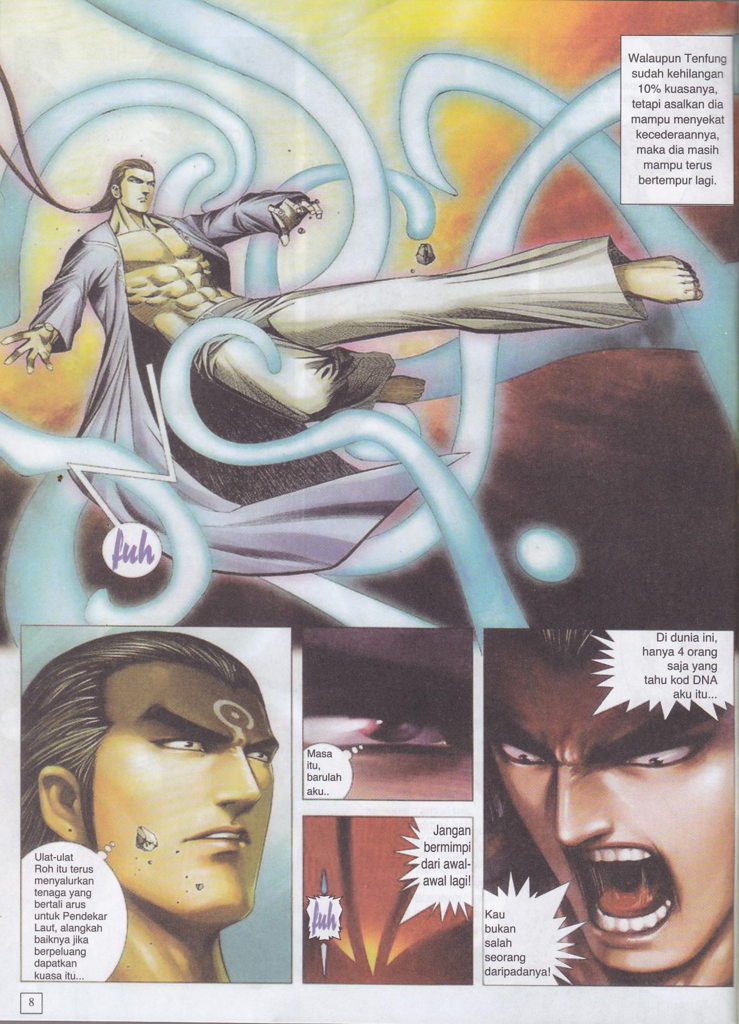 Walaupun Tenfung
sudah kehilangan
10% kuasanya,
tetapi asalkan dia
mampu menyekat
kecederaannya,
maka dia masih
mampu terus
bertempur lagi.
fuh
Ulat-ulat
Roh itu terus
menyalurkan
tenaga yang
bertali arus
untuk Pendekar
Laut, alangkah
baiknya jika
berpeluang
dapatkan
kuasa itu...
Masa
itu,
barulah
aku..
Jangan
bermimpi
dari awal-
awal lagi!
fuh
Di dunia ini,
hanya 4 orang
saja yang
tahu kod DNA
aku itu...
Kau
bukan
salah
seorang
daripadanya!
8